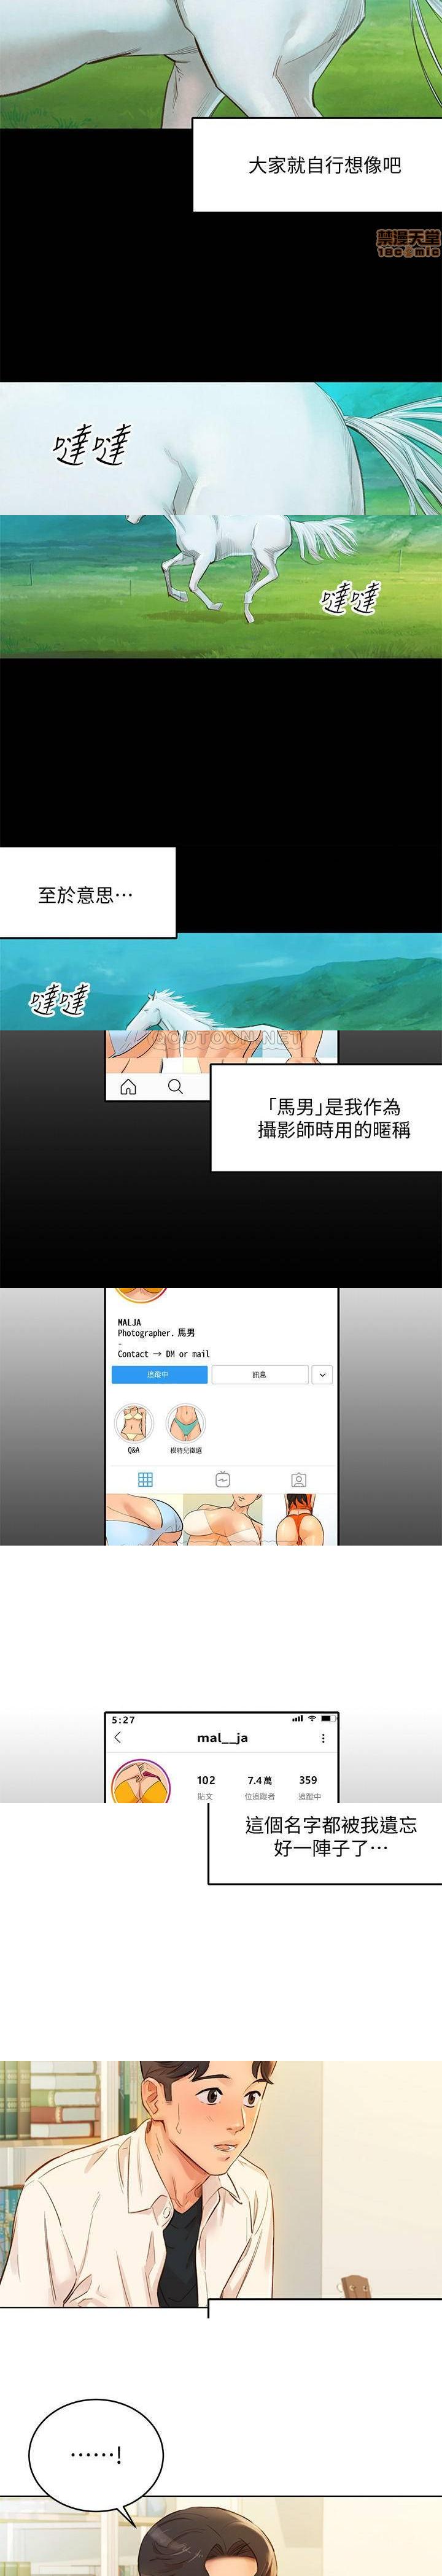 大家就自行想像吧
禁漫天堂
18comic
噠噠
噠噠
至於意思…
噠噠
GODTOON.NET
「馬男」是我作為
攝影師時用的暱稱
MALJA
Photographer. 馬男
-
Contact → DM or mail
追蹤中
訊息
Q&A
模特兒徵選
5:27
mal__ja
102
7.4萬
359
貼文
位追蹤者
追蹤中
這個名字都被我遺忘
好一陣子了…
……!